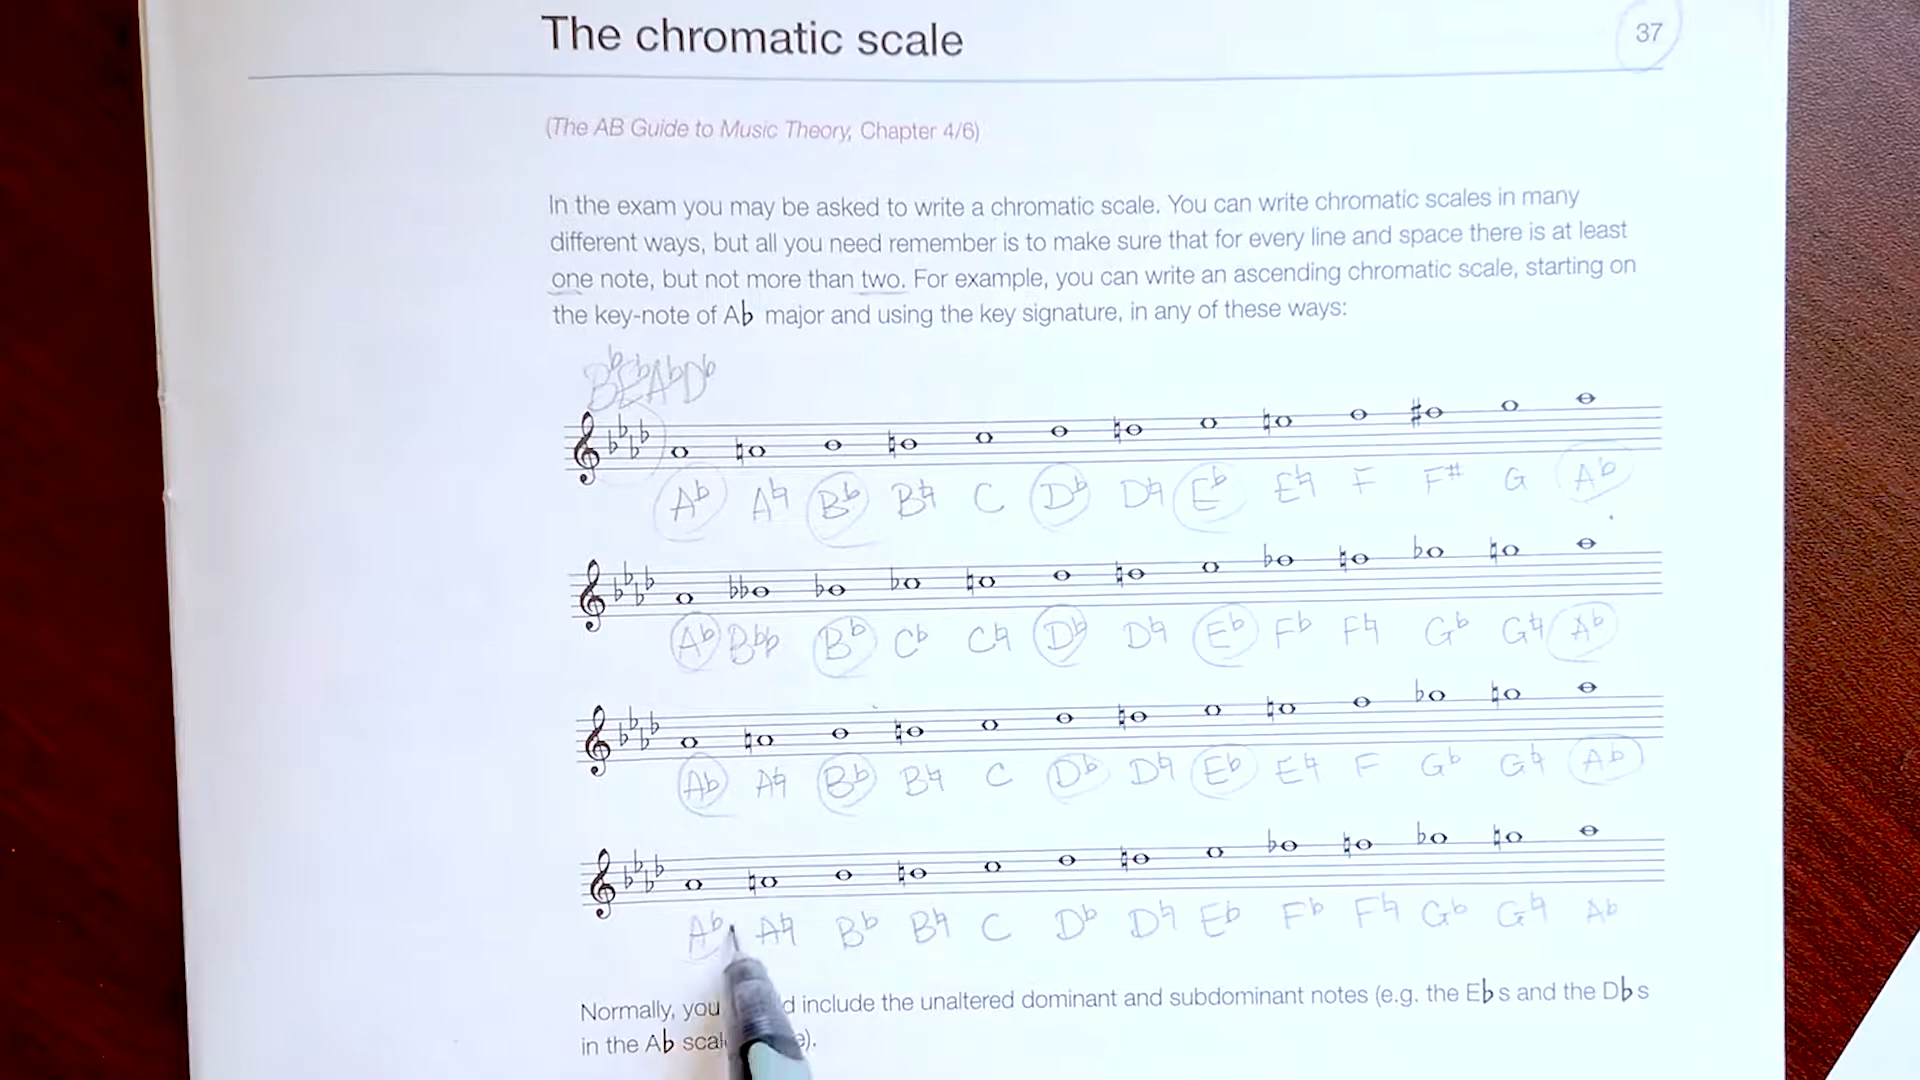 The chromatic scale
37
(The AB Guide to Music Theory, Chapter 4/6)
In the exam you may be asked to write a chromatic scale. You can write chromatic scales in many
different ways, but all you need remember is to make sure that for every line and space there is at least
one note, but not more than two. For example, you can write an ascending chromatic scale, starting on
the key-note of A♭ major and using the key signature, in any of these ways:
B♭E♭A♭D♭
A♭ A♮ B♭ B♮ C D♭ D♮ E♭ E♮ F F# G A♭
A♭ B♭♭ B♭ C♭ C♮ D♭ D♮ E♭ F♭ F♮ G♭ G♮ A♭
A♭ A♮ B♭ B♮ C D♭ D♮ E♭ E♮ F G♭ G♮ A♭
A♭ A♮ B♭ B♮ C D♭ D♮ E♭ F♭ F♮ G♭ G♮ A♭
Normally, you include the unaltered dominant and subdominant notes (e.g. the E♭s and the D♭s
in the A♭